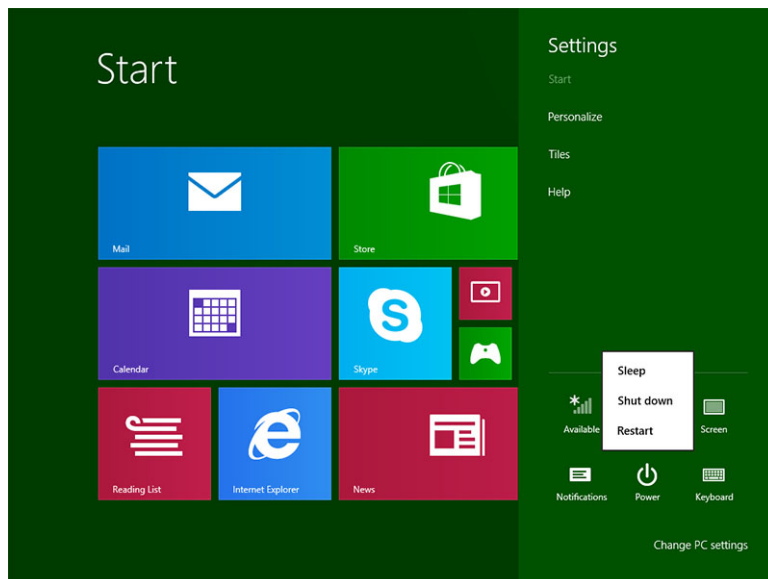 Start
Mail
Store
Calendar
Skype
Reading List
Internet Explorer
News
Settings
Start
Personalize
Tiles
Help
Sleep
Shut down
Restart
Available
Screen
Notifications
Power
Keyboard
Change PC settings